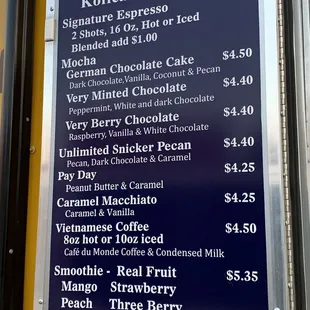 Signature Espresso
2 Shots, 16 Oz, Hot or Iced
Blended add $1.00
Mocha
German Chocolate Cake $4.50
Dark Chocolate,Vanilla, Coconut & Pecan
Very Minted Chocolate $4.40
Peppermint, White and dark Chocolate
Very Berry Chocolate $4.40
Raspberry, Vanilla & White Chocolate
Unlimited Snicker Pecan $4.40
Pecan, Dark Chocolate & Caramel
Pay Day $4.25
Peanut Butter & Caramel
Caramel Macchiato $4.25
Caramel & Vanilla
Vietnamese Coffee $4.50
8oz hot or 10oz iced
Café du Monde Coffee & Condensed Milk
Smoothie - Real Fruit $5.35
Mango Strawberry
Peach Three Berry